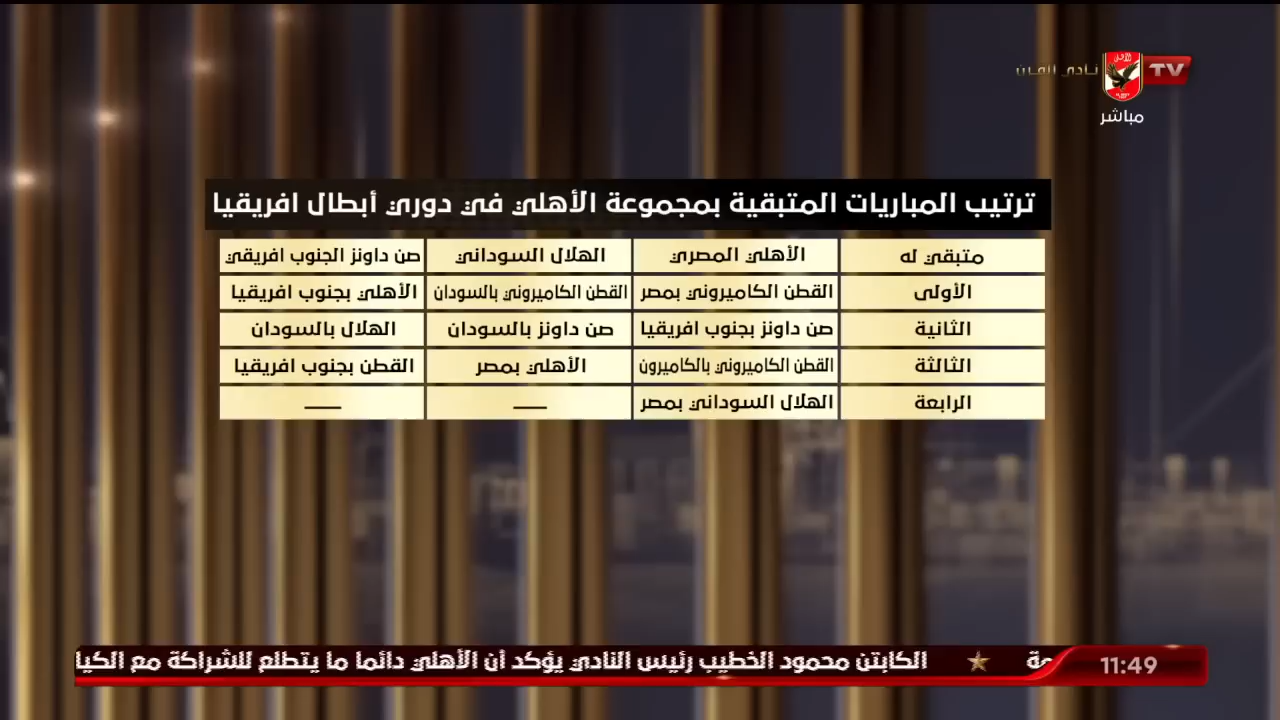 نادي القرن
TV
مباشر
ترتيب المباريات المتبقية بمجموعة الأهلي في دوري أبطال افريقيا
متبقي له الأهلي المصري الهلال السوداني صن داونز الجنوب افريقي
الأولى القطن الكاميروني بمصر القطن الكاميروني بالسودان الأهلي بجنوب افريقيا
الثانية صن داونز بجنوب افريقيا صن داونز بالسودان الهلال بالسودان
الثالثة القطن الكاميروني بالكاميرون الأهلي بمصر القطن بجنوب افريقيا
الرابعة الهلال السوداني بمصر — —
11:49 الكابتن محمود الخطيب رئيس النادي يؤكد أن الأهلي دائما ما يتطلع للشراكة مع الكيا